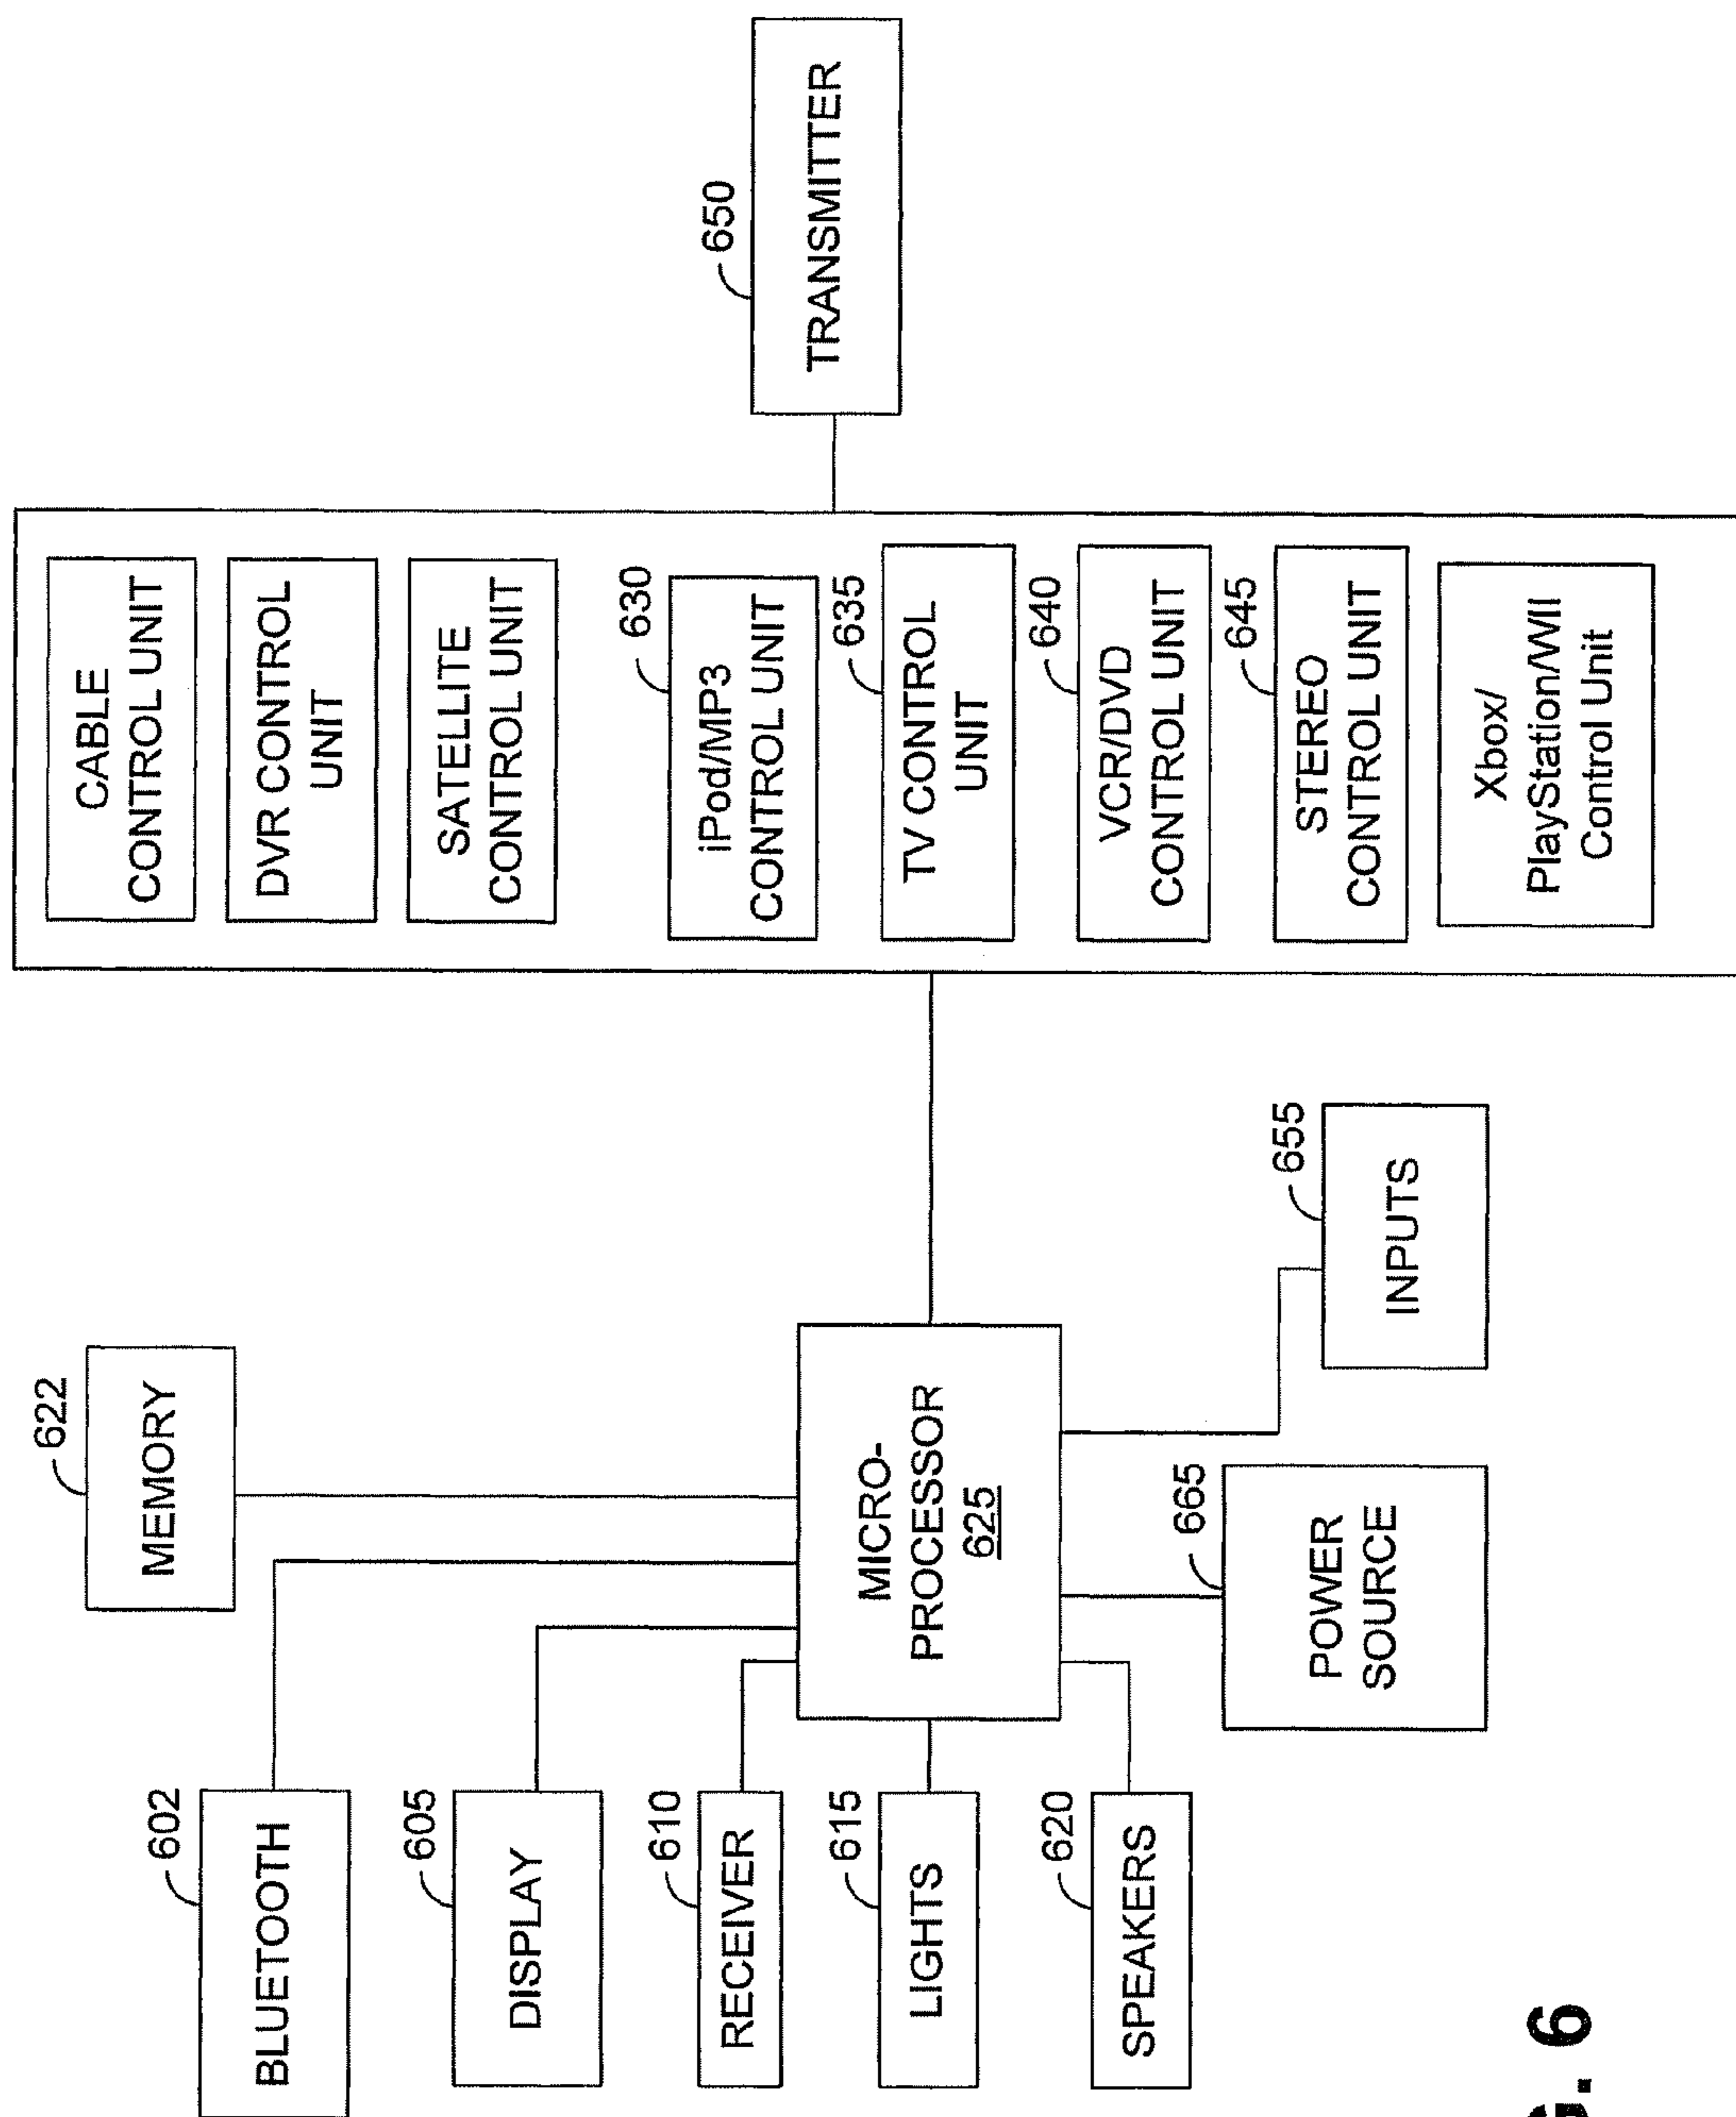 622
MEMORY
602
BLUETOOTH
605
DISPLAY
610
RECEIVER
615
LIGHTS
620
SPEAKERS
MICRO-
PROCESSOR
625
665
POWER
SOURCE
655
INPUTS
CABLE
CONTROL UNIT
DVR CONTROL
UNIT
SATELLITE
CONTROL UNIT
630
iPod/MP3
CONTROL UNIT
635
TV CONTROL
UNIT
640
VCR/DVD
CONTROL UNIT
645
STEREO
CONTROL UNIT
Xbox/
PlayStation/WII
Control Unit
650
TRANSMITTER
G. 6